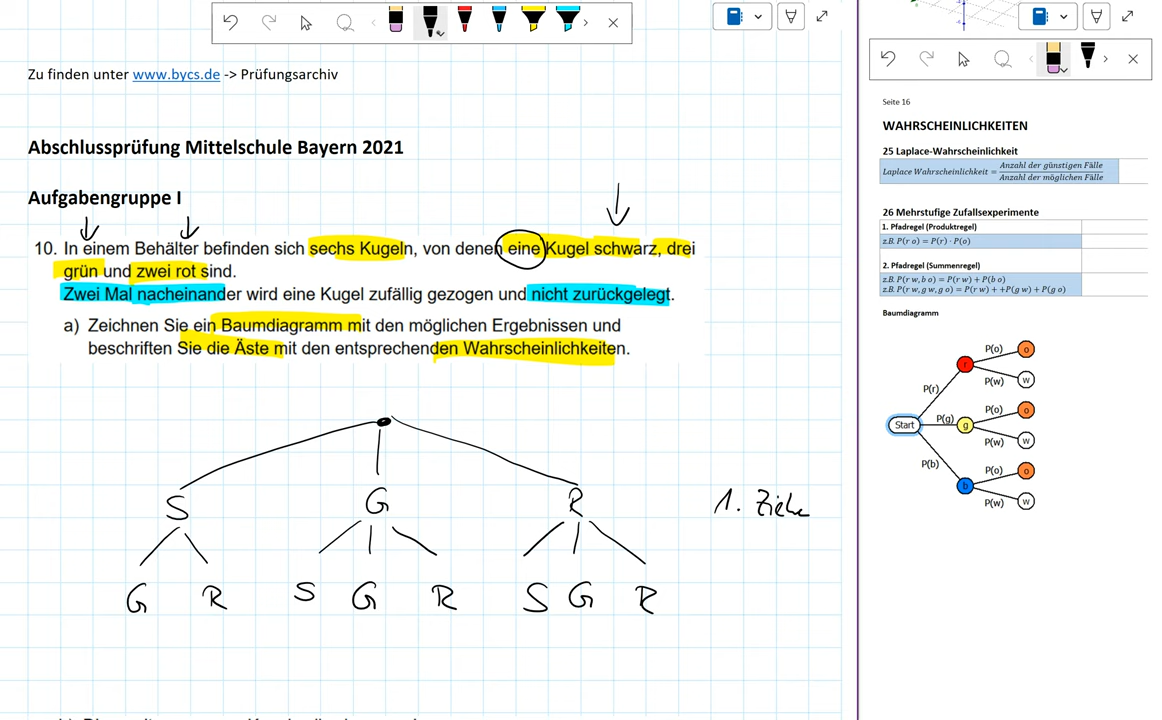 Zu finden unter www.bycs.de -> Prüfungsarchiv
Abschlussprüfung Mittelschule Bayern 2021
Aufgabengruppe I
10. In einem Behälter befinden sich sechs Kugeln, von denen eine Kugel schwarz, drei
grün und zwei rot sind.
Zwei Mal nacheinander wird eine Kugel zufällig gezogen und nicht zurückgelegt.
a) Zeichnen Sie ein Baumdiagramm mit den möglichen Ergebnissen und
beschriften Sie die Äste mit den entsprechenden Wahrscheinlichkeiten.
S G R 1. Ziehe
G R S G R S G R
Seite 16
WAHRSCHEINLICHKEITEN
25 Laplace-Wahrscheinlichkeit
Laplace Wahrscheinlichkeit = Anzahl der günstigen Fälle / Anzahl der möglichen Fälle
26 Mehrstufige Zufallsexperimente
1. Pfadregel (Produktregel)
z.B. P(r o) = P(r) · P(o)
2. Pfadregel (Summenregel)
z.B. P(r w, b o) = P(r w) + P(b o)
z.B. P(r w, g w, g o) = P(r w) + +P(g w) + P(g o)
Baumdiagramm
P(o) o
r
P(r) P(w) w
P(o) o
Start P(g) g
P(w) w
P(b) P(o) o
b
P(w) w